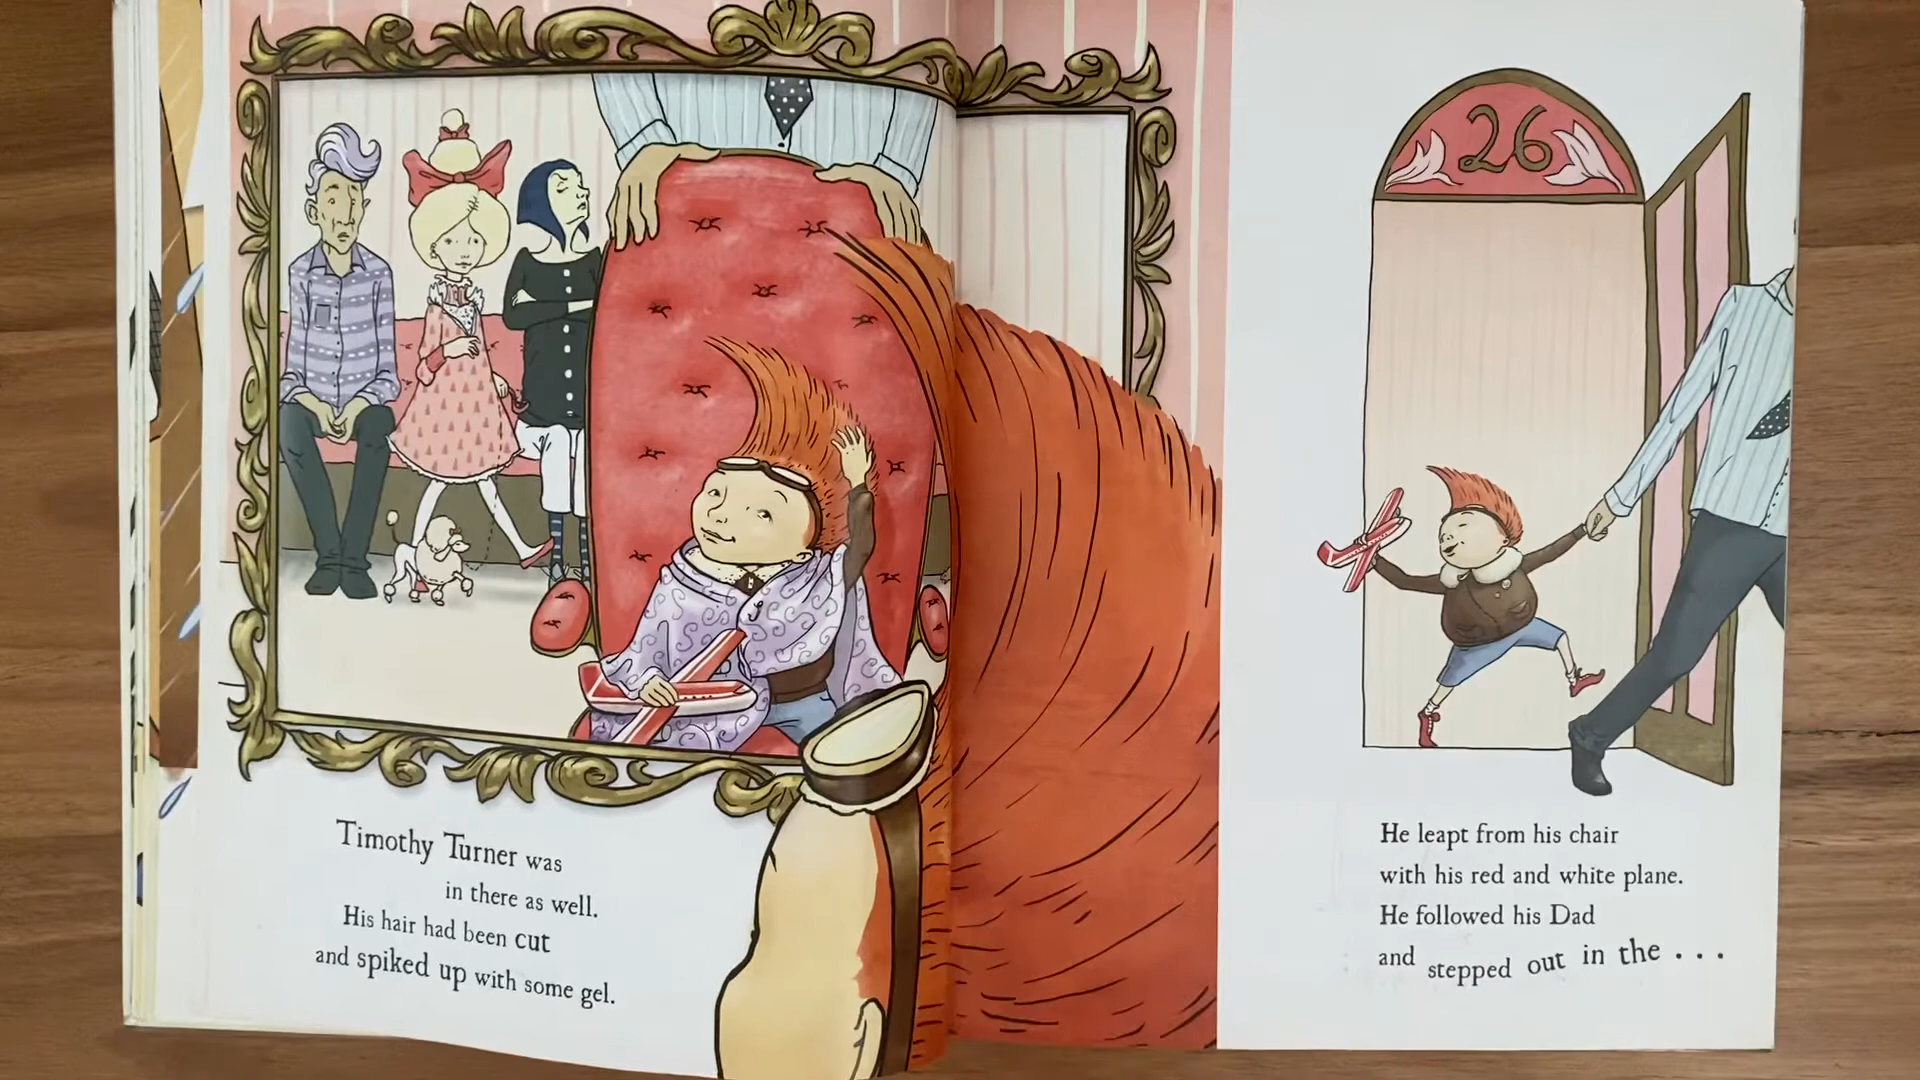 26
Timothy Turner was
in there as well.
His hair had been cut
and spiked up with some gel.
He leapt from his chair
with his red and white plane.
He followed his Dad
and stepped out in the . . .